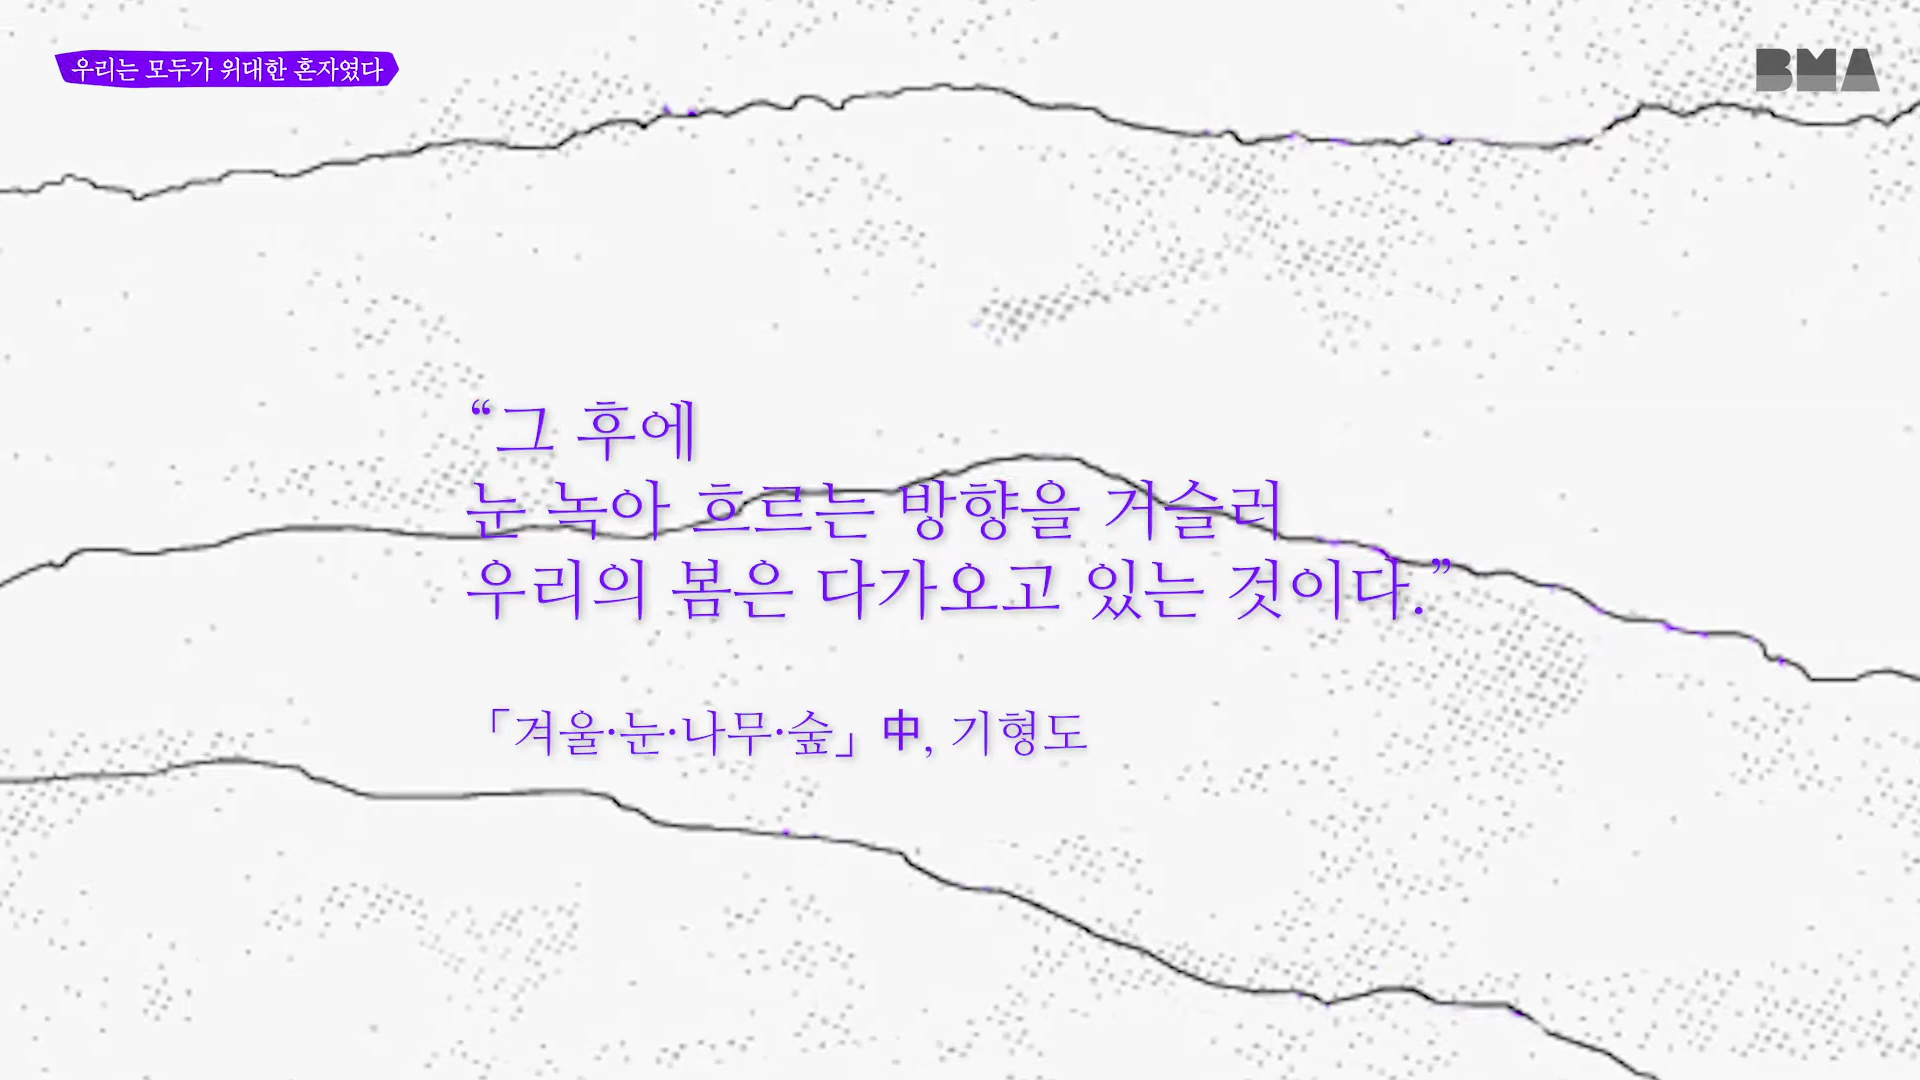 우리는 모두가 위대한 혼자였다
BMA
“그 후에
눈 녹아 흐르는 방향을 거슬러
우리의 봄은 다가오고 있는 것이다.”
「겨울·눈·나무·숲」 中, 기형도